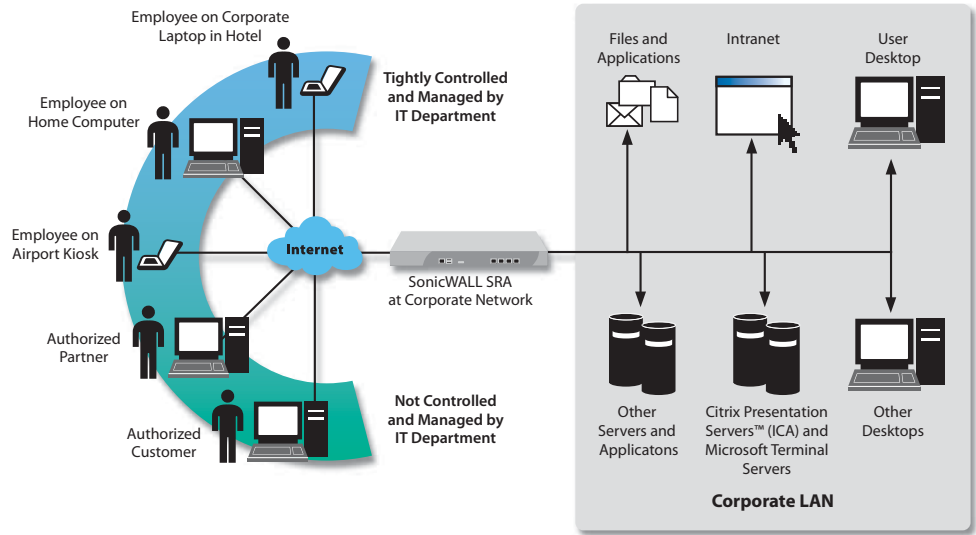 Employee on Corporate
Laptop in Hotel
Tightly Controlled
and Managed by
IT Department
Employee on
Home Computer
Employee on
Airport Kiosk
Internet
SonicWALL SRA
at Corporate Network
Authorized
Partner
Authorized
Customer
Not Controlled
and Managed by
IT Department
Files and
Applications
Intranet
User
Desktop
Other
Servers and
Applicatons
Citrix Presentation
Servers™ (ICA) and
Microsoft Terminal
Servers
Other
Desktops
Corporate LAN